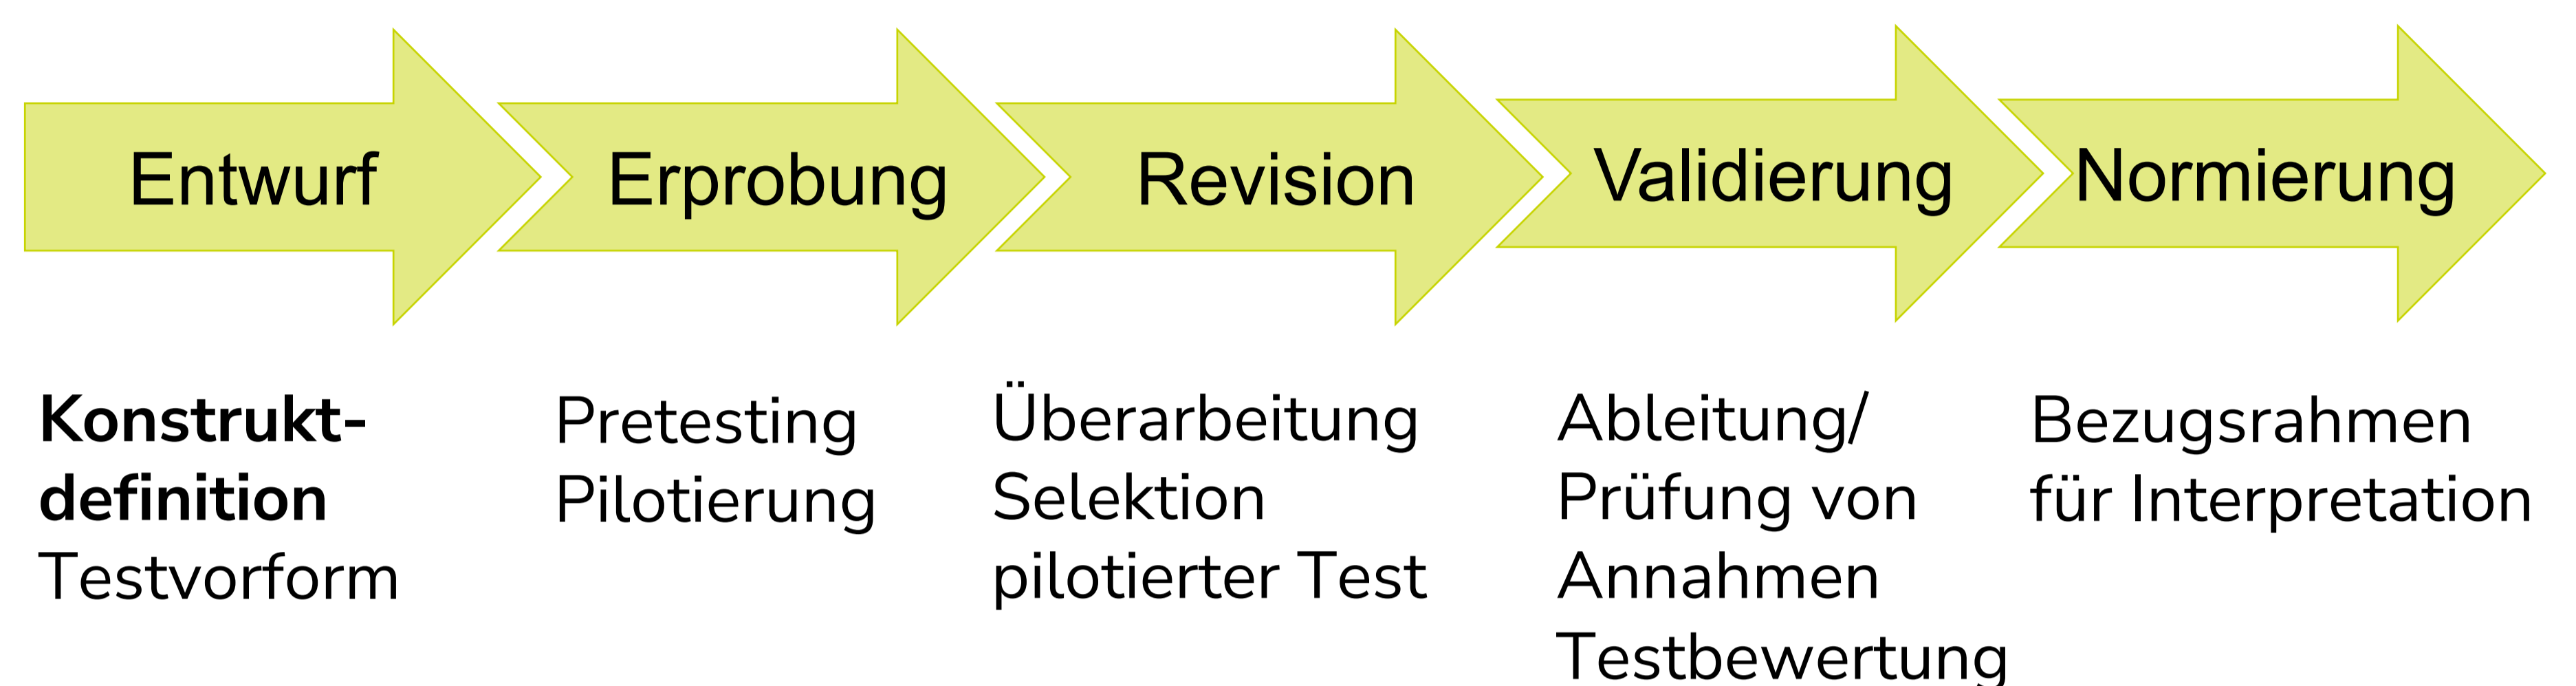 Entwurf
Erprobung
Revision
Validierung
Normierung
Konstrukt-
definition
Testvorform
Pretesting
Pilotierung
Überarbeitung
Selektion
pilotierter Test
Ableitung/
Prüfung von
Annahmen
Testbewertung
Bezugsrahmen
für Interpretation